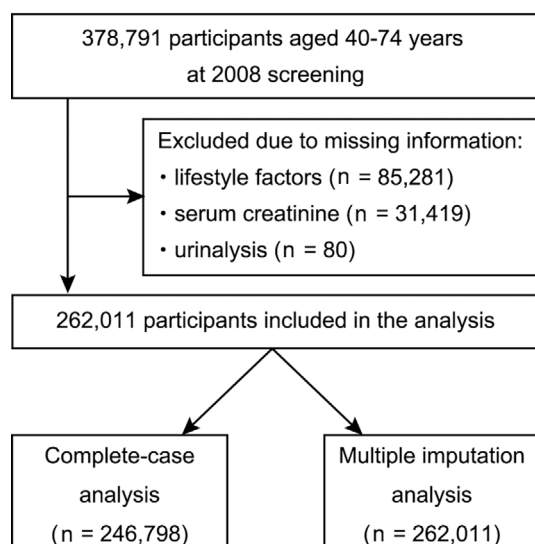 378,791 participants aged 40-74 years
at 2008 screening
Excluded due to missing information:
・lifestyle factors (n = 85,281)
・serum creatinine (n = 31,419)
・urinalysis (n = 80)
262,011 participants included in the analysis
Complete-case
analysis
(n = 246,798)
Multiple imputation
analysis
(n = 262,011)